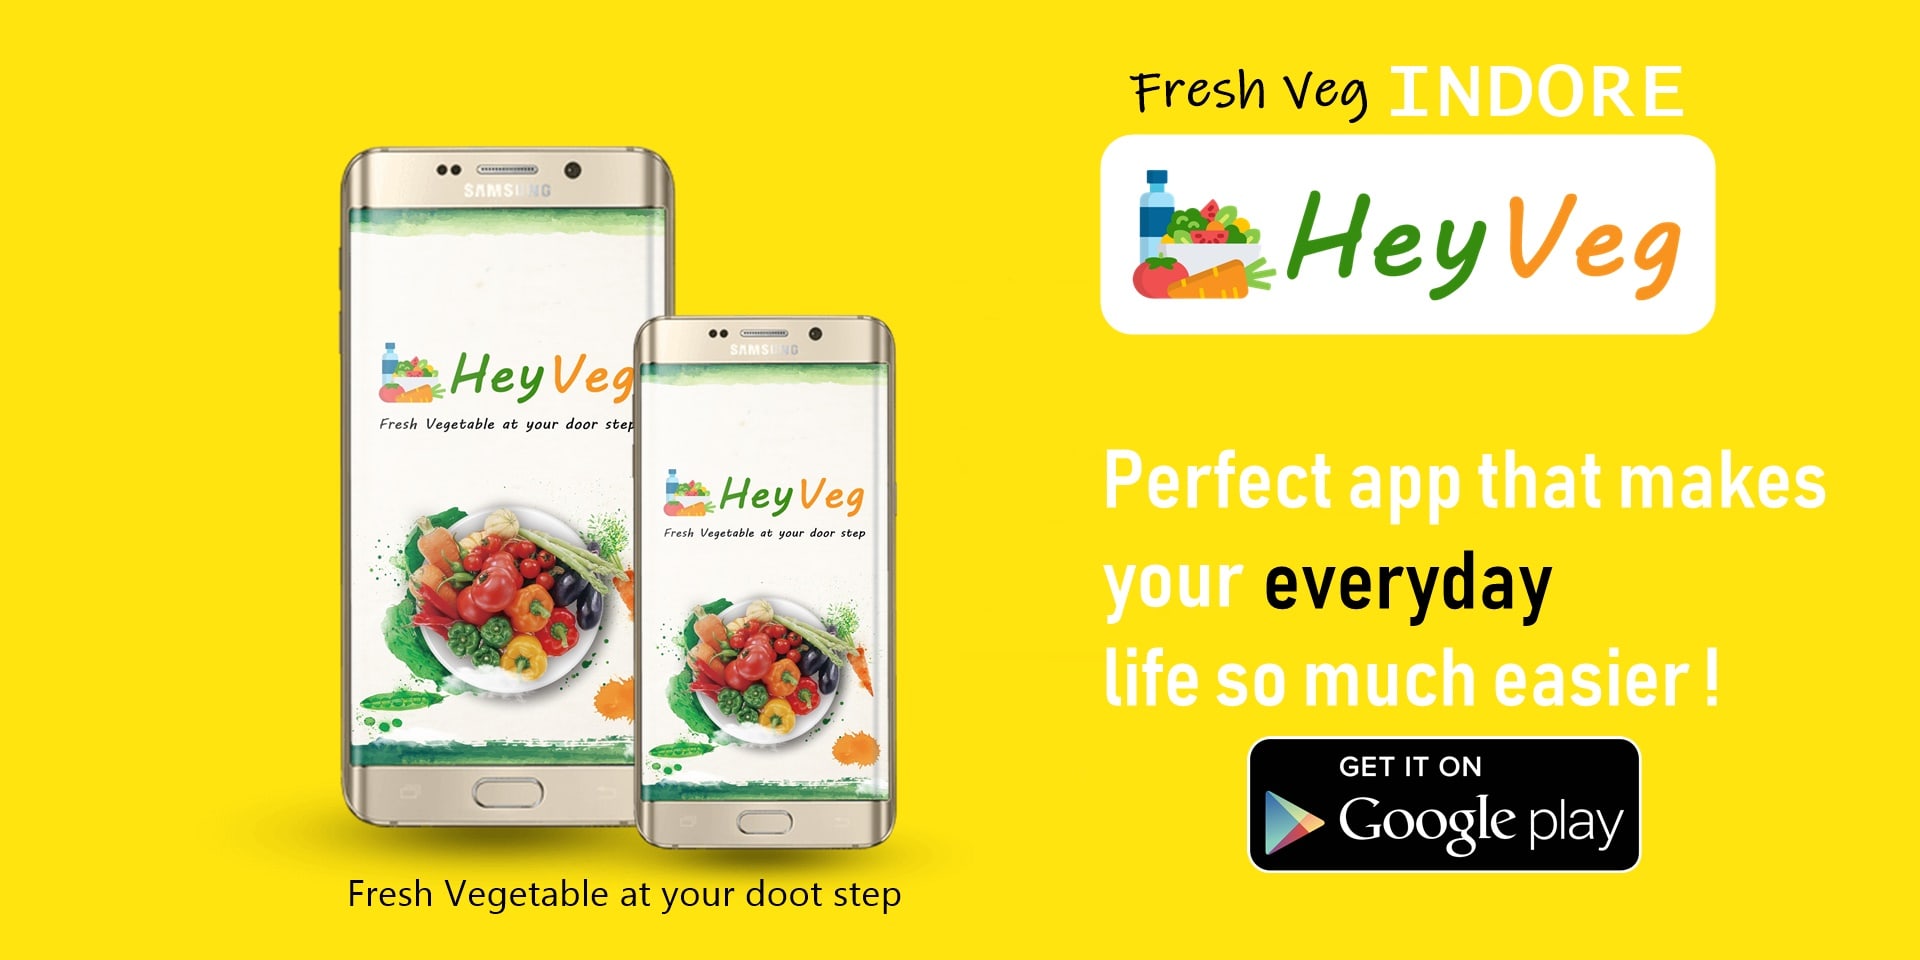 SAMSUNG
HeyVeg
Fresh Vegetable at your door step
SAMSUNG
HeyVeg
Fresh Vegetable at your door step
Fresh Vegetable at your doot step
Fresh Veg INDORE
HeyVeg
Perfect app that makes
your everyday
life so much easier !
GET IT ON
Google play